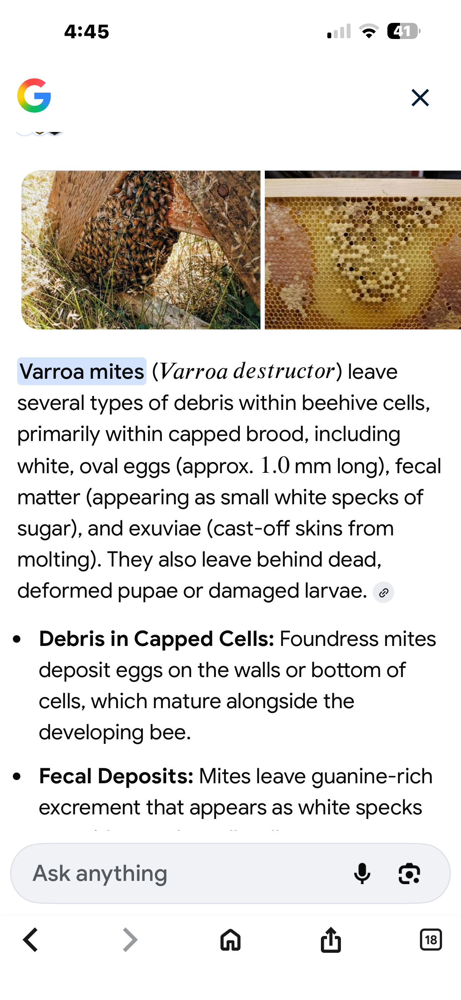 4:45
41
Varroa mites (Varroa destructor) leave
several types of debris within beehive cells,
primarily within capped brood, including
white, oval eggs (approx. 1.0 mm long), fecal
matter (appearing as small white specks of
sugar), and exuviae (cast-off skins from
molting). They also leave behind dead,
deformed pupae or damaged larvae.
• Debris in Capped Cells: Foundress mites
deposit eggs on the walls or bottom of
cells, which mature alongside the
developing bee.
• Fecal Deposits: Mites leave guanine-rich
excrement that appears as white specks
Ask anything
18